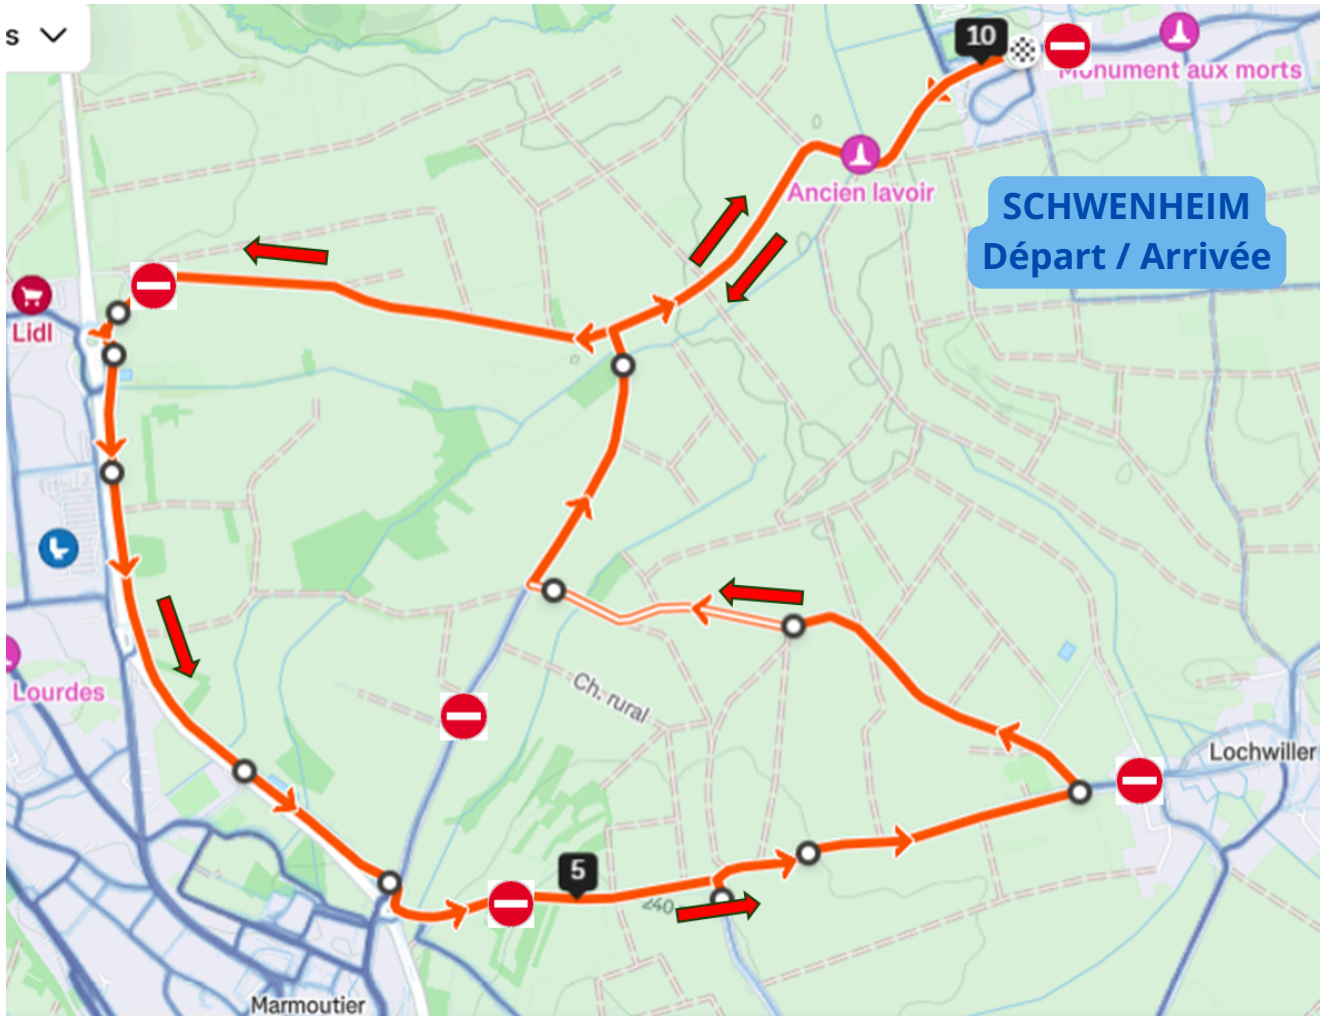 s
10
Monument aux morts
Ancien lavoir
SCHWENHEIM
Départ / Arrivée
Lidl
Lourdes
Ch. rural
Lochwiller
5
240
Marmoutier